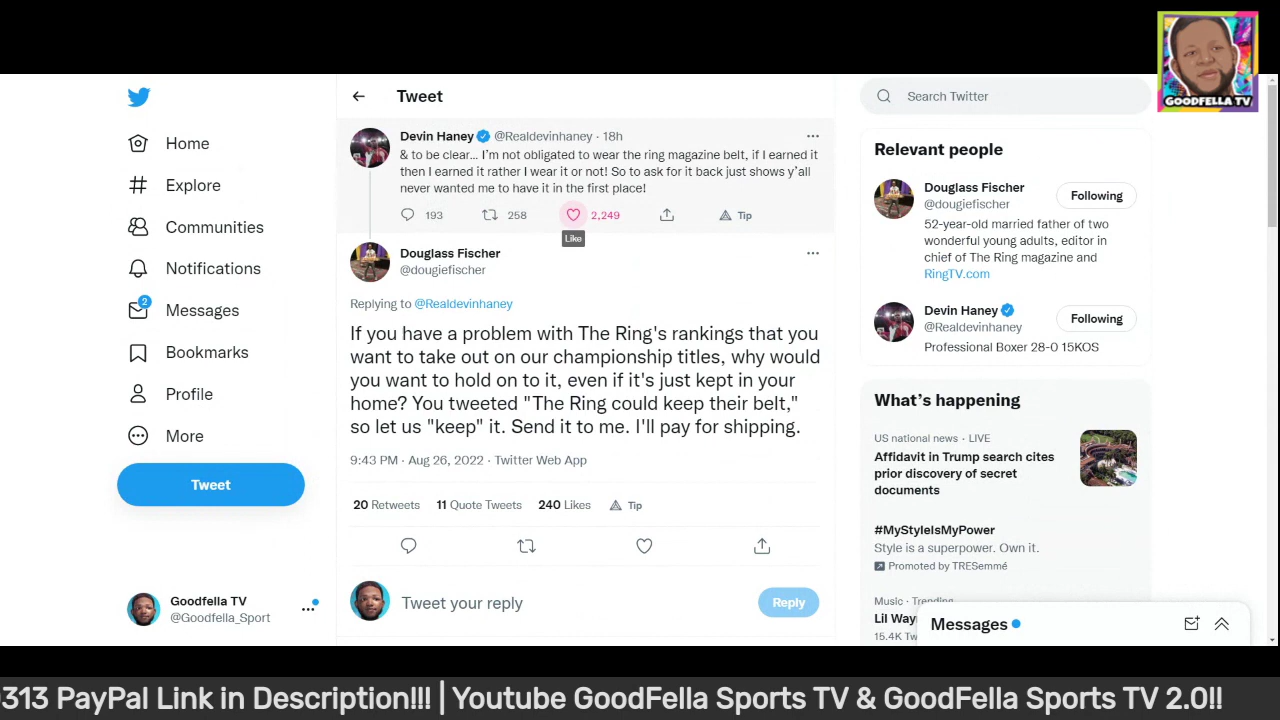 GOODFELLA TV
Home
Explore
Communities
Notifications
2
Messages
Bookmarks
Profile
More
Tweet
Goodfella TV
@Goodfella_Sport
Tweet
Devin Haney @Realdevinhaney · 18h
& to be clear... I'm not obligated to wear the ring magazine belt, if I earned it
then I earned it rather I wear it or not! So to ask for it back just shows y'all
never wanted me to have it in the first place!
193 258 2,249 Tip
Like
Douglass Fischer
@dougiefischer
Replying to @Realdevinhaney
If you have a problem with The Ring's rankings that you
want to take out on our championship titles, why would
you want to hold on to it, even if it's just kept in your
home? You tweeted "The Ring could keep their belt,"
so let us "keep" it. Send it to me. I'll pay for shipping.
9:43 PM · Aug 26, 2022 · Twitter Web App
20 Retweets 11 Quote Tweets 240 Likes Tip
Tweet your reply Reply
Search Twitter
Relevant people
Douglass Fischer
@dougiefischer
Following
52-year-old married father of two
wonderful young adults, editor in
chief of The Ring magazine and
RingTV.com
Devin Haney
@Realdevinhaney
Following
Professional Boxer 28-0 15KOS
What's happening
US national news · LIVE
Affidavit in Trump search cites
prior discovery of secret
documents
#MyStyleIsMyPower
Style is a superpower. Own it.
Promoted by TRESemmé
Music · Trending
Lil Way
15.4K Tw
Messages
0313 PayPal Link in Description!!! | Youtube GoodFella Sports TV & GoodFella Sports TV 2.0!!